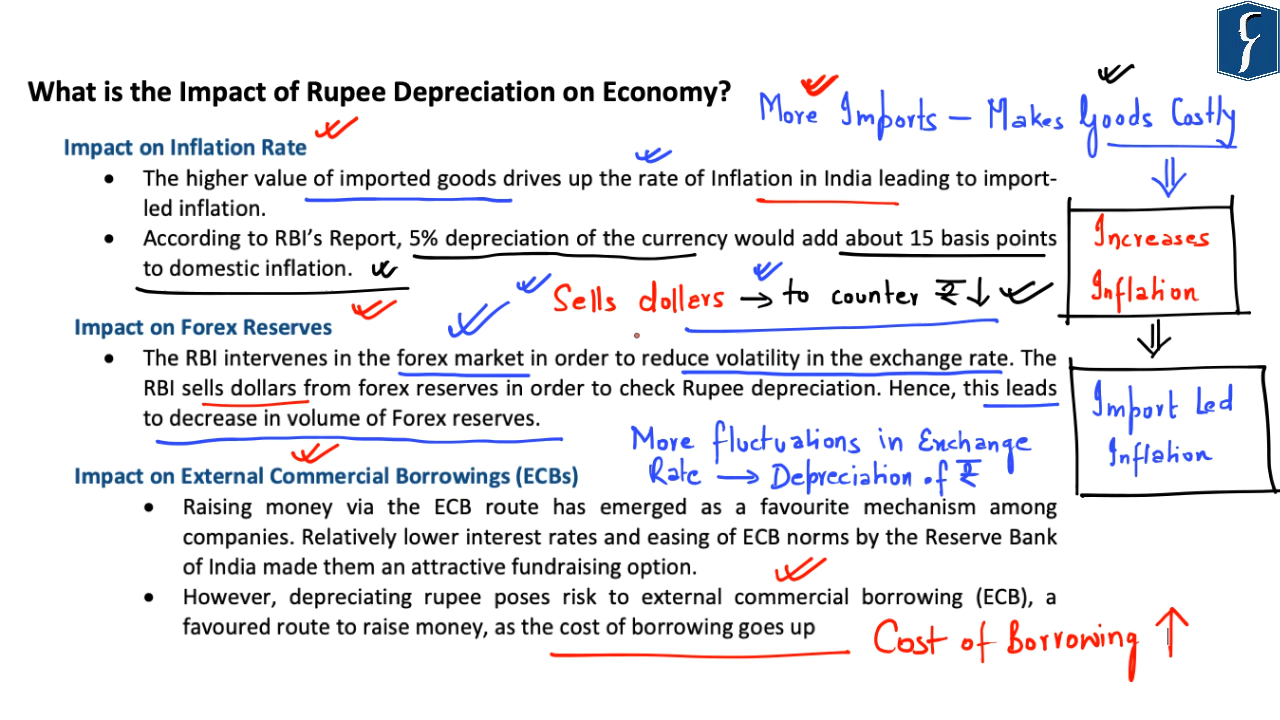 What is the Impact of Rupee Depreciation on Economy?
More Imports – Makes Goods Costly
Impact on Inflation Rate
• The higher value of imported goods drives up the rate of Inflation in India leading to import-
led inflation.
• According to RBI's Report, 5% depreciation of the currency would add about 15 basis points
to domestic inflation.
Increases
Inflation
Sells dollers → to counter ₹↓
Impact on Forex Reserves
• The RBI intervenes in the forex market in order to reduce volatility in the exchange rate. The
RBI sells dollars from forex reserves in order to check Rupee depreciation. Hence, this leads
to decrease in volume of Forex reserves.
Import Led
Inflation
More fluctuations in Exchange
Rate → Depreciation of ₹
Impact on External Commercial Borrowings (ECBs)
• Raising money via the ECB route has emerged as a favourite mechanism among
companies. Relatively lower interest rates and easing of ECB norms by the Reserve Bank
of India made them an attractive fundraising option.
• However, depreciating rupee poses risk to external commercial borrowing (ECB), a
favoured route to raise money, as the cost of borrowing goes up
Cost of Borrowing ↑